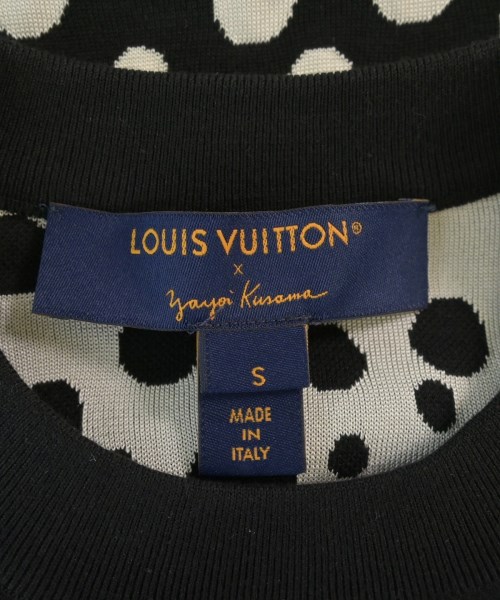 LOUIS VUITTON®
×
Yayoi Kusama
S
MADE
IN
ITALY